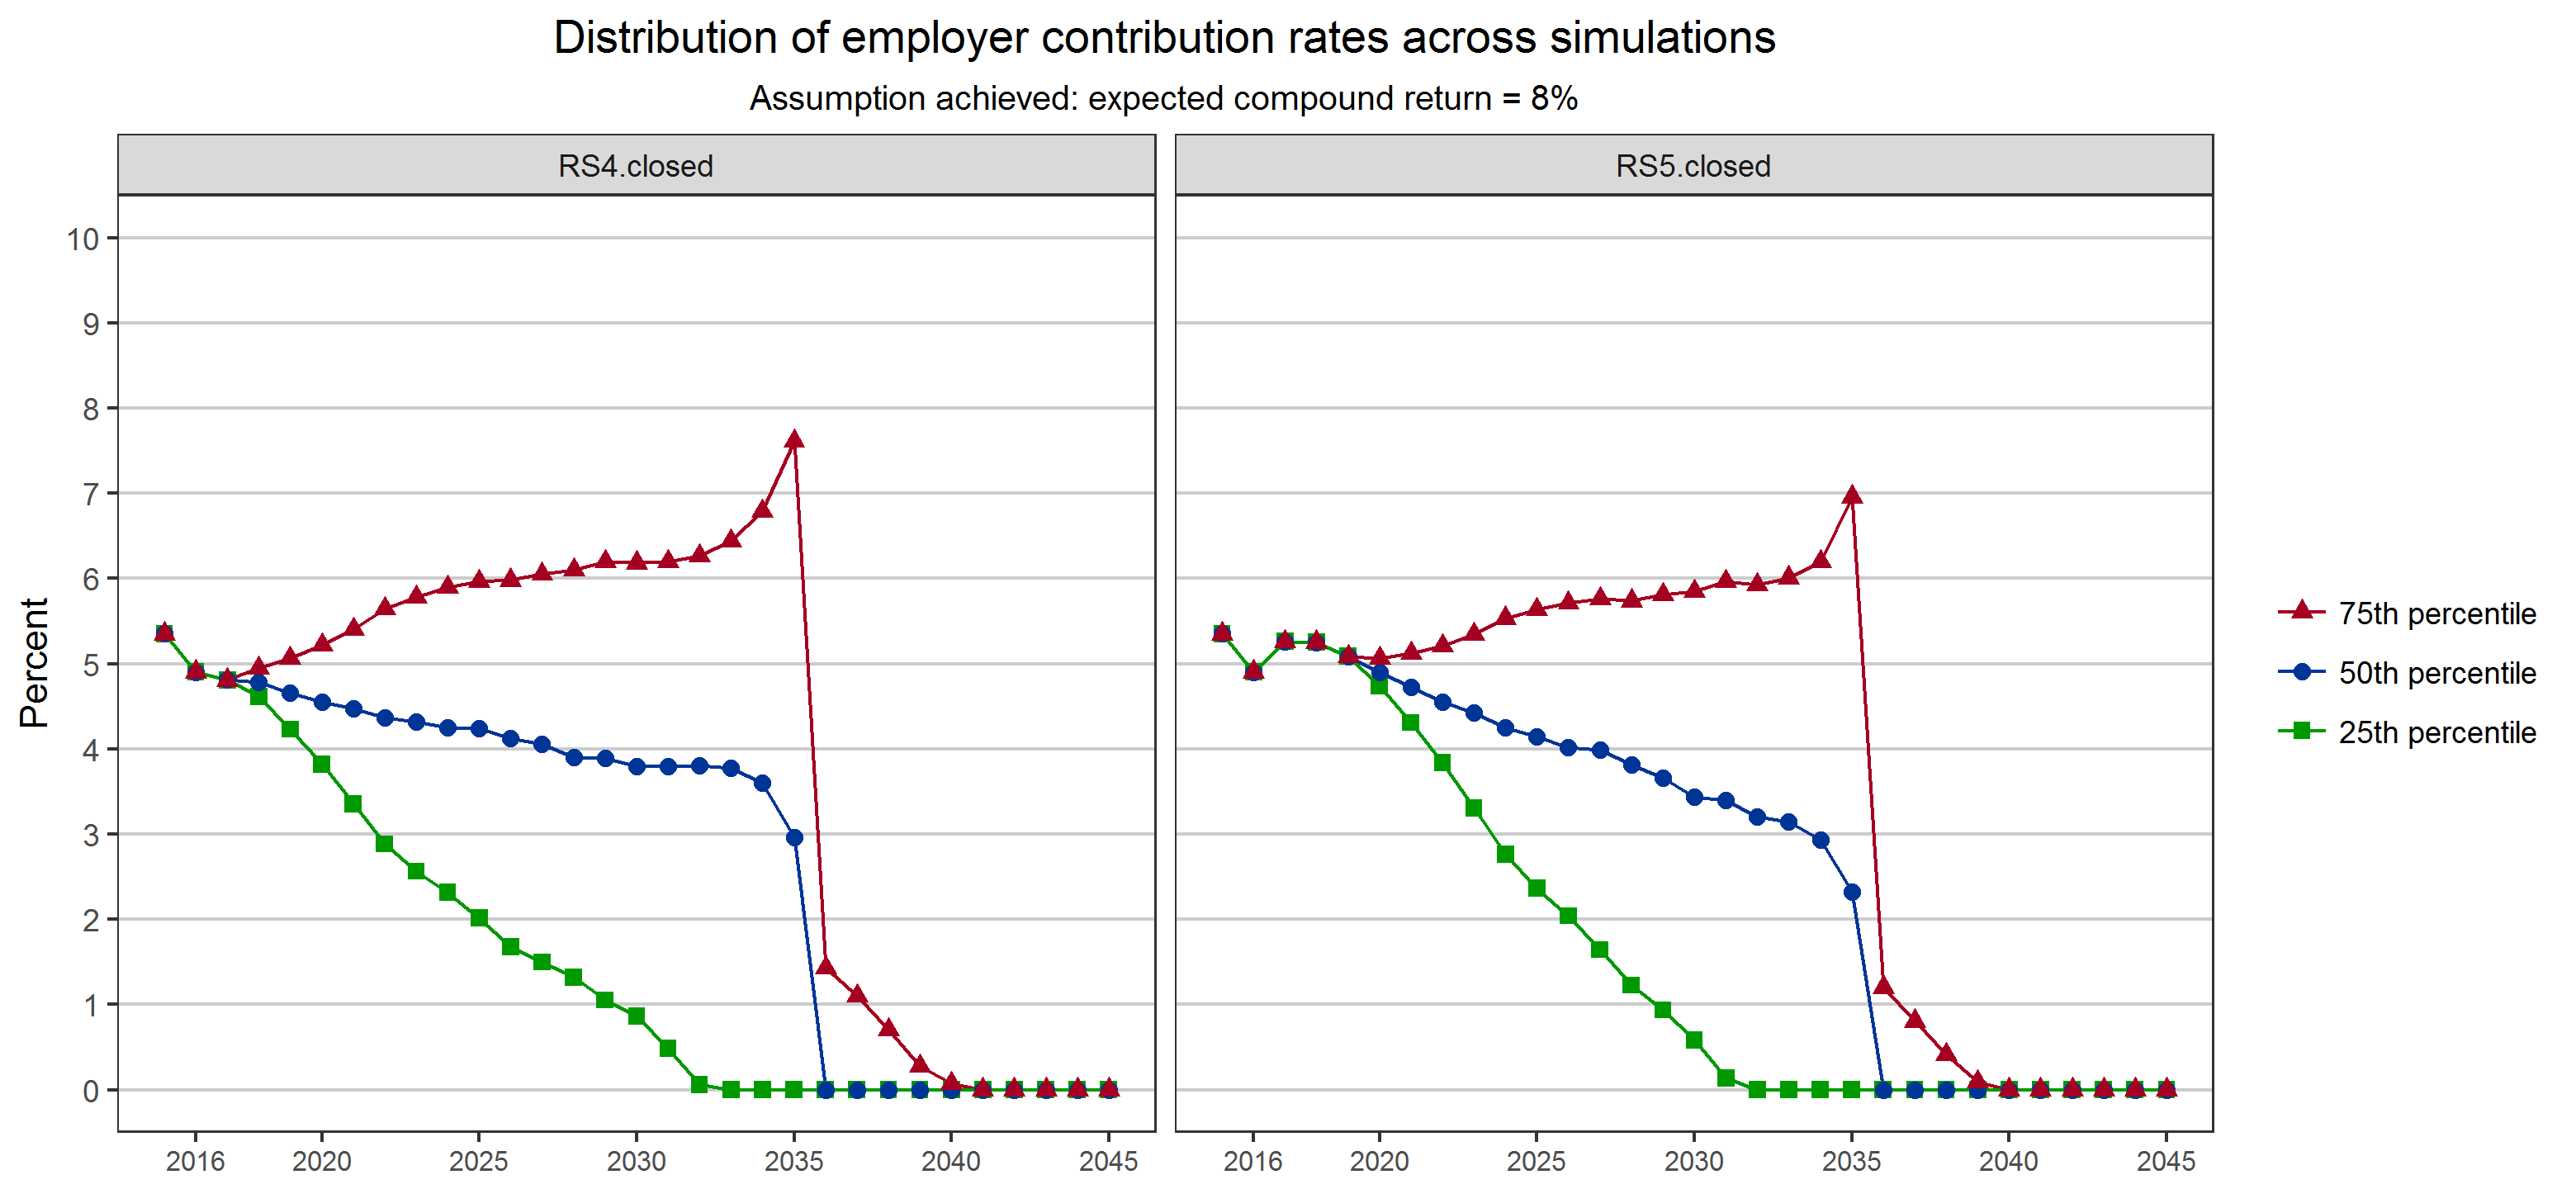 Distribution of employer contribution rates across simulations
Assumption achieved: expected compound return = 8%
RS4.closed
RS5.closed
Percent
10
9
8
7
6
5
4
3
2
1
0
2016 2020 2025 2030 2035 2040 2045
2016 2020 2025 2030 2035 2040 2045
75th percentile
50th percentile
25th percentile